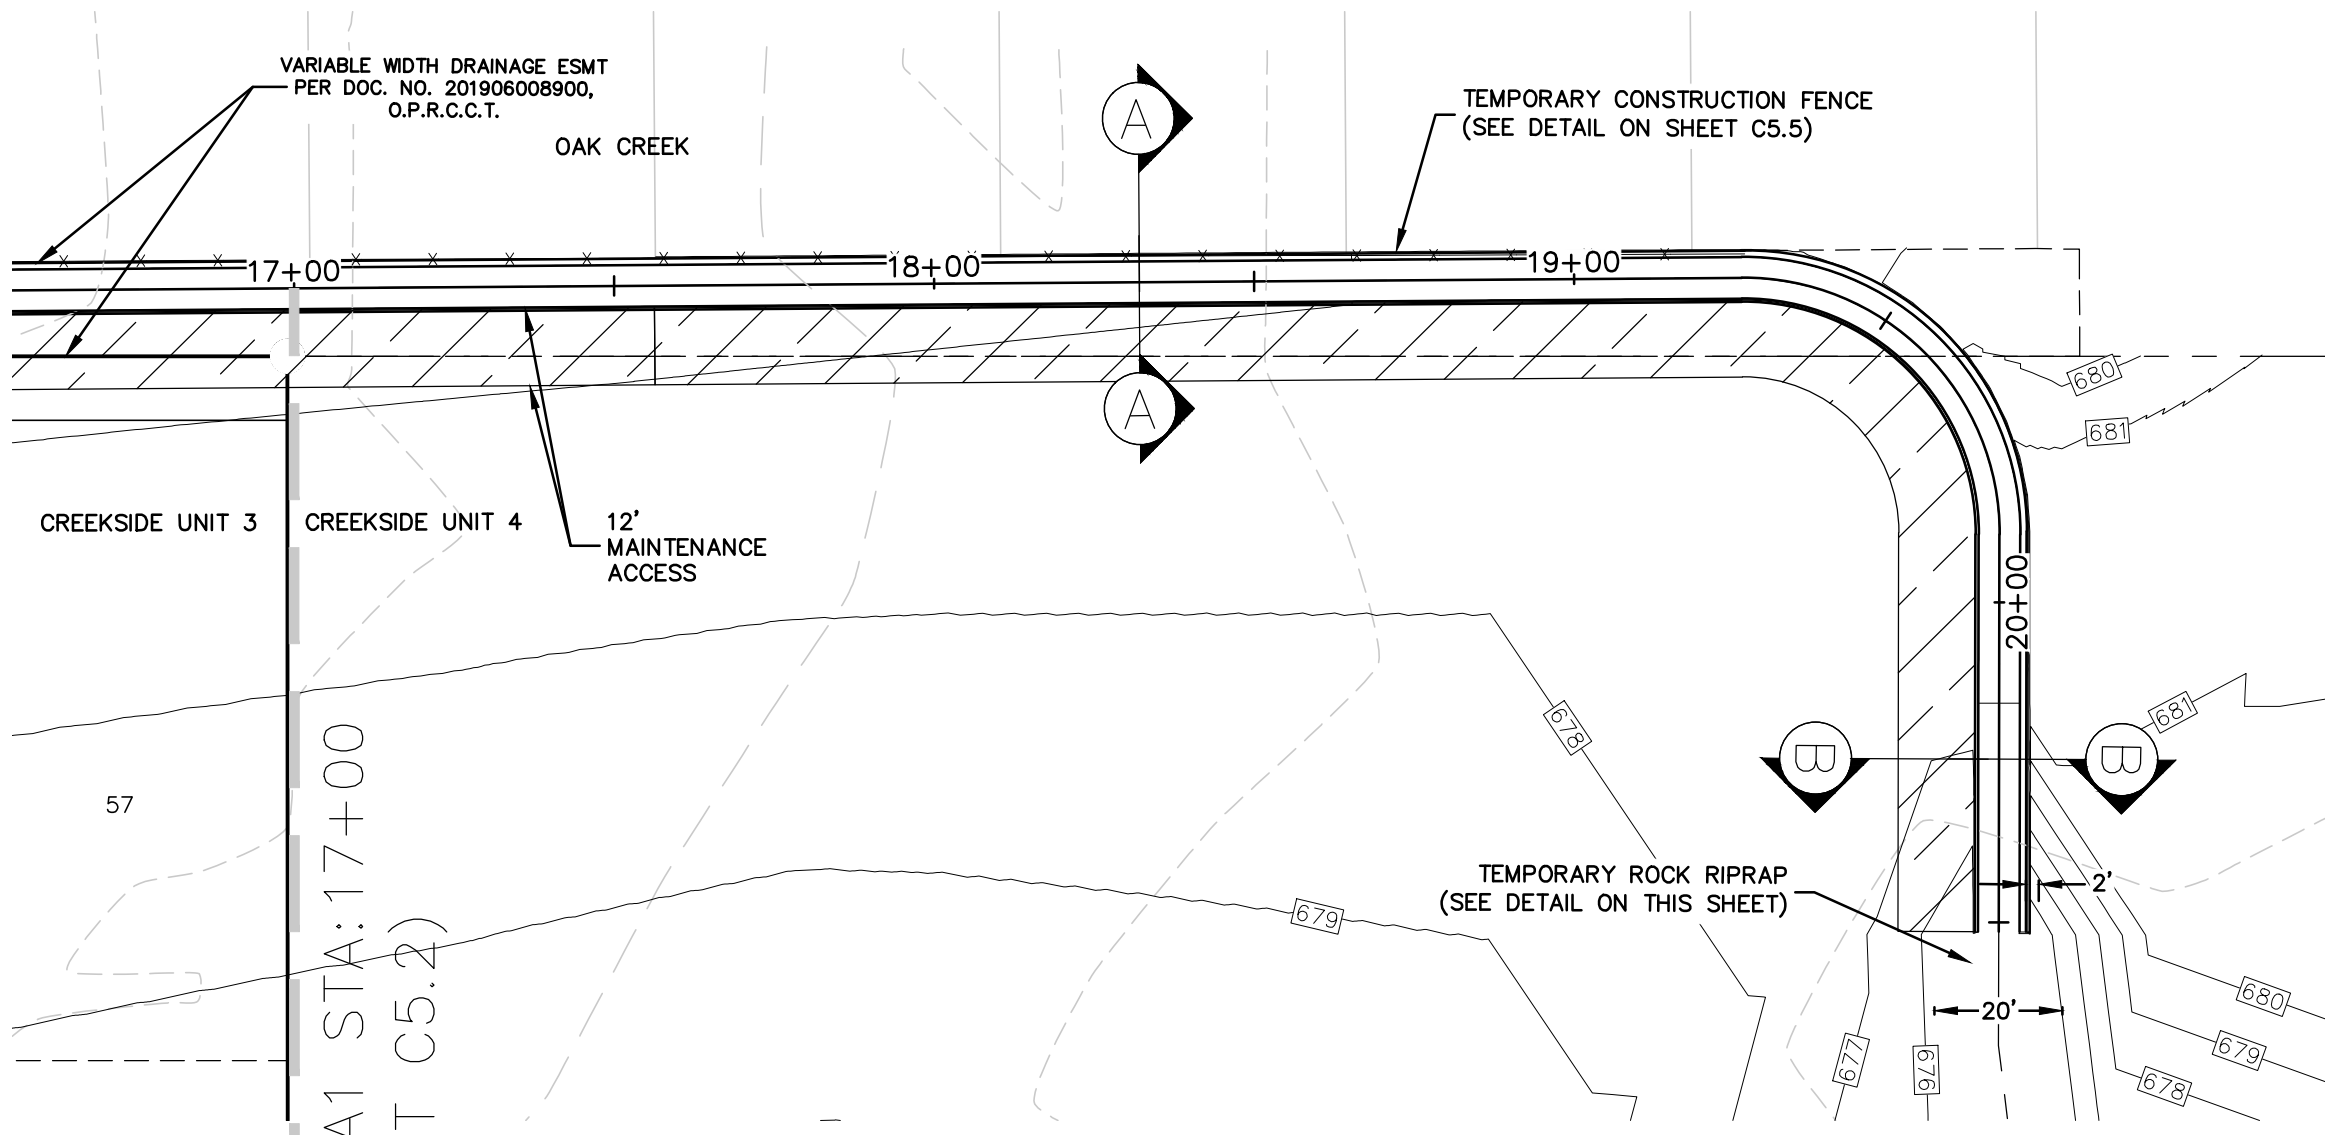 VARIABLE WIDTH DRAINAGE ESMT
PER DOC. NO. 201906008900,
O.P.R.C.C.T.
OAK CREEK
A
TEMPORARY CONSTRUCTION FENCE
(SEE DETAIL ON SHEET C5.5)
17+00
18+00
19+00
680
681
A
CREEKSIDE UNIT 3
CREEKSIDE UNIT 4
12'
MAINTENANCE
ACCESS
20+00
678
681
B
B
57
A1 STA:17+00
T C5.2)
TEMPORARY ROCK RIPRAP
(SEE DETAIL ON THIS SHEET)
2'
679
20'
680
677
676
679
678